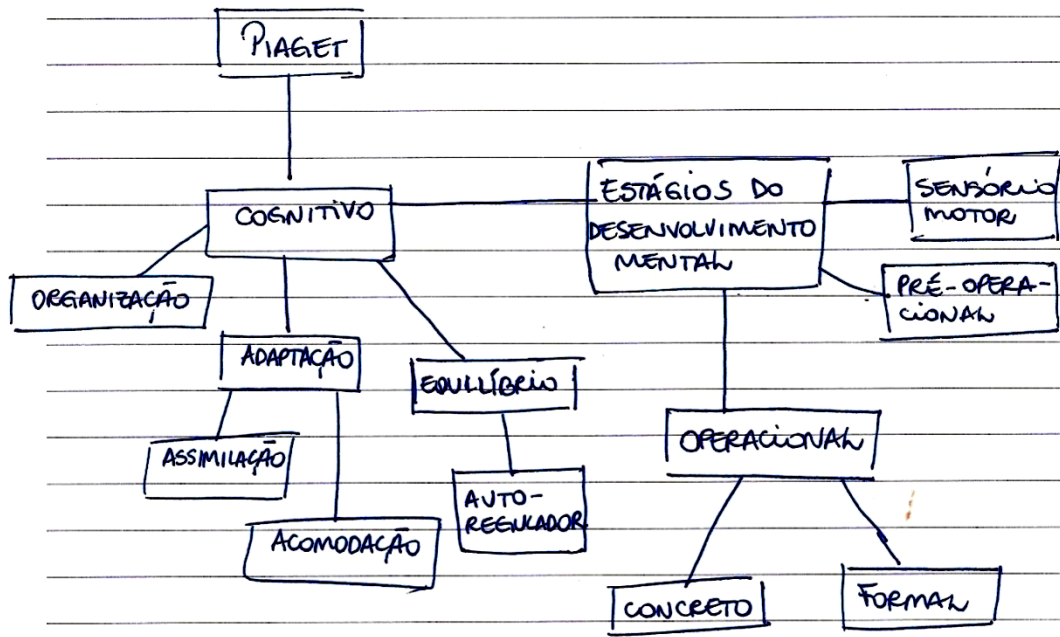 PIAGET
COGNITIVO
ESTÁGIOS DO
DESENVOLVIMENTO
MENTAL
SENSÓRIO
MOTOR
PRÉ-OPERA-
CIONAL
ORGANIZAÇÃO
ADAPTAÇÃO
EQUILÍBRIO
OPERACIONAL
ASSIMILAÇÃO
AUTO-
REGULADOR
ACOMODAÇÃO
CONCRETO
FORMAL